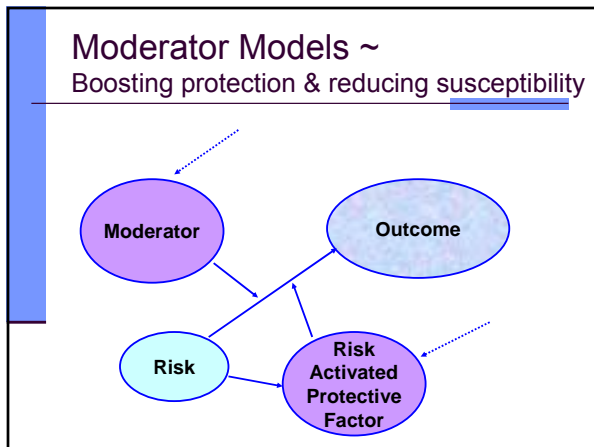 Moderator Models ~
Boosting protection & reducing susceptibility
Moderator
Outcome
Risk
Risk
Activated
Protective
Factor